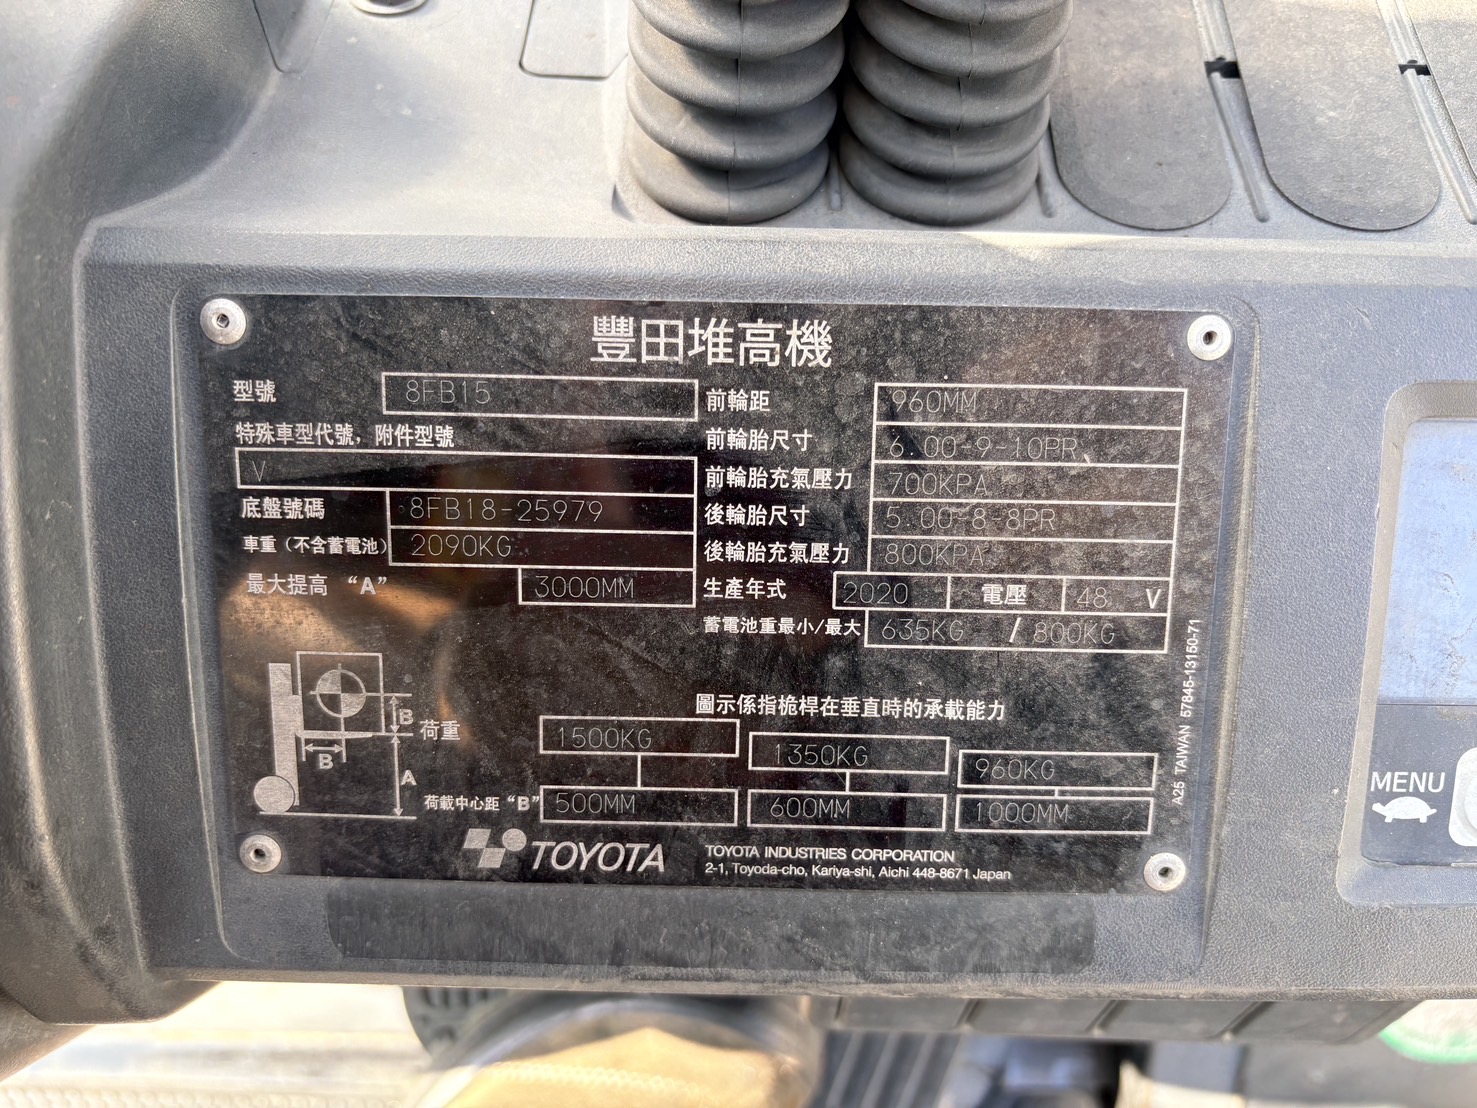 豐田堆高機
型號 8FB15
特殊車型代號，附件型號
V
底盤號碼 8FB18-25979
車重（不含蓄電池） 2090KG
最大提高 “A” 3000MM
前輪距 960MM
前輪胎尺寸 6.00-9-10PR
前輪胎充氣壓力 700KPA
後輪胎尺寸 5.00-8-8PR
後輪胎充氣壓力 800KPA
生產年式 2020 電壓 48 V
蓄電池重最小/最大 635KG / 800KG
圖示係指桅桿在垂直時的承載能力
B
B
A
荷重 1500KG 1350KG 960KG
荷載中心距 “B” 500MM 600MM 1000MM
TOYOTA
TOYOTA INDUSTRIES CORPORATION
2-1, Toyoda-cho, Kariya-shi, Aichi 448-8671 Japan
A25 TAIWAN 57845-13150-71
MENU